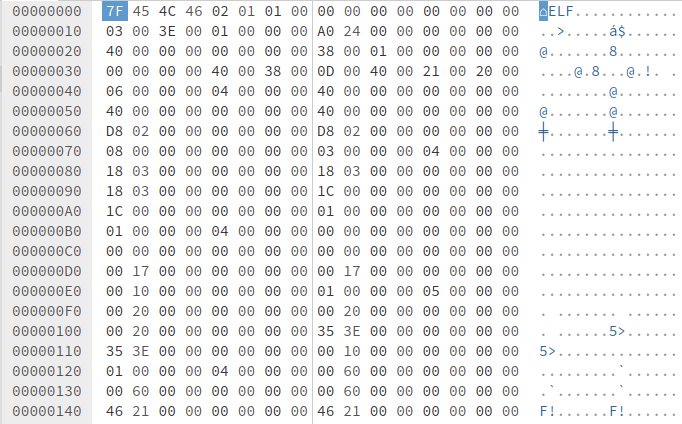 00000000 7F 45 4C 46 02 01 01 00 00 00 00 00 00 00 00 00 ⌂ELF............
00000010 03 00 3E 00 01 00 00 00 A0 24 00 00 00 00 00 00 ..>.....á$......
00000020 40 00 00 00 00 00 00 00 38 00 01 00 00 00 00 00 @.......8.......
00000030 00 00 00 00 40 00 38 00 0D 00 40 00 21 00 20 00 ....@.8...@.!. .
00000040 06 00 00 00 04 00 00 00 40 00 00 00 00 00 00 00 ........@.......
00000050 40 00 00 00 00 00 00 00 40 00 00 00 00 00 00 00 @.......@.......
00000060 D8 02 00 00 00 00 00 00 D8 02 00 00 00 00 00 00 ╪.......╪.......
00000070 08 00 00 00 00 00 00 00 03 00 00 00 04 00 00 00 ................
00000080 18 03 00 00 00 00 00 00 18 03 00 00 00 00 00 00 ................
00000090 18 03 00 00 00 00 00 00 1C 00 00 00 00 00 00 00 ................
000000A0 1C 00 00 00 00 00 00 00 01 00 00 00 00 00 00 00 ................
000000B0 01 00 00 00 04 00 00 00 00 00 00 00 00 00 00 00 ................
000000C0 00 00 00 00 00 00 00 00 00 00 00 00 00 00 00 00 ................
000000D0 00 17 00 00 00 00 00 00 00 17 00 00 00 00 00 00 ................
000000E0 00 10 00 00 00 00 00 00 01 00 00 00 05 00 00 00 ................
000000F0 00 20 00 00 00 00 00 00 00 20 00 00 00 00 00 00 . ....... ......
00000100 00 20 00 00 00 00 00 00 35 3E 00 00 00 00 00 00 . ......5>......
00000110 35 3E 00 00 00 00 00 00 00 10 00 00 00 00 00 00 5>..............
00000120 01 00 00 00 04 00 00 00 00 60 00 00 00 00 00 00 .........`......
00000130 00 60 00 00 00 00 00 00 00 60 00 00 00 00 00 00 .`.......`......
00000140 46 21 00 00 00 00 00 00 46 21 00 00 00 00 00 00 F!......F!......